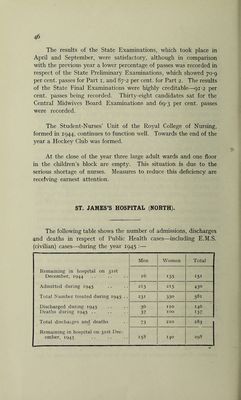 46
The results of the State Examinations, which took place in
April and September, were satisfactory, although in comparison
with the previous year a lower percentage of passes was recorded in
respect of the State Preliminary Examinations, which showed 70·9
per cent. passes for Part 1, and 67·2 per cent. for Part 2. The results
of the State Final Examinations were highly creditable—91·2 per
cent. passes being recorded. Thirty-eight candidates sat for the
Central Midwives Board Examinations and 69·3 per cent. passes
were recorded.
The Student-Nurses' Unit of the Royal College of Nursing,
formed in 1944, continues to function well. Towards the end of the
year a Hockey Club was formed.
At the close of the year three large adult wards and one floor
in the children's block are empty. This situation is due to the
serious shortage of nurses. Measures to reduce this deficiency are
receiving earnest attention.
ST. JAMES'S HOSPITAL (NORTH).
The following table shows the number of admissions, discharges
and deaths in respect of Public Health cases—including E.M.S.
(civilian) cases—during the year 1945 :—
Men Women Total
Remaining in hospital on 31st
December, 1944 .. 16 135 151
Admitted during 1945 .. 215 215 430
Total Number treated during 1945 .. 231 350 581
Discharged during 1945 .. 36 110 146
Deaths during 1945 .. 37 100 137
Total discharges and deaths 73 210 283
Remaining in hospital on 31st Dec-
ember, 1945 158 140 298